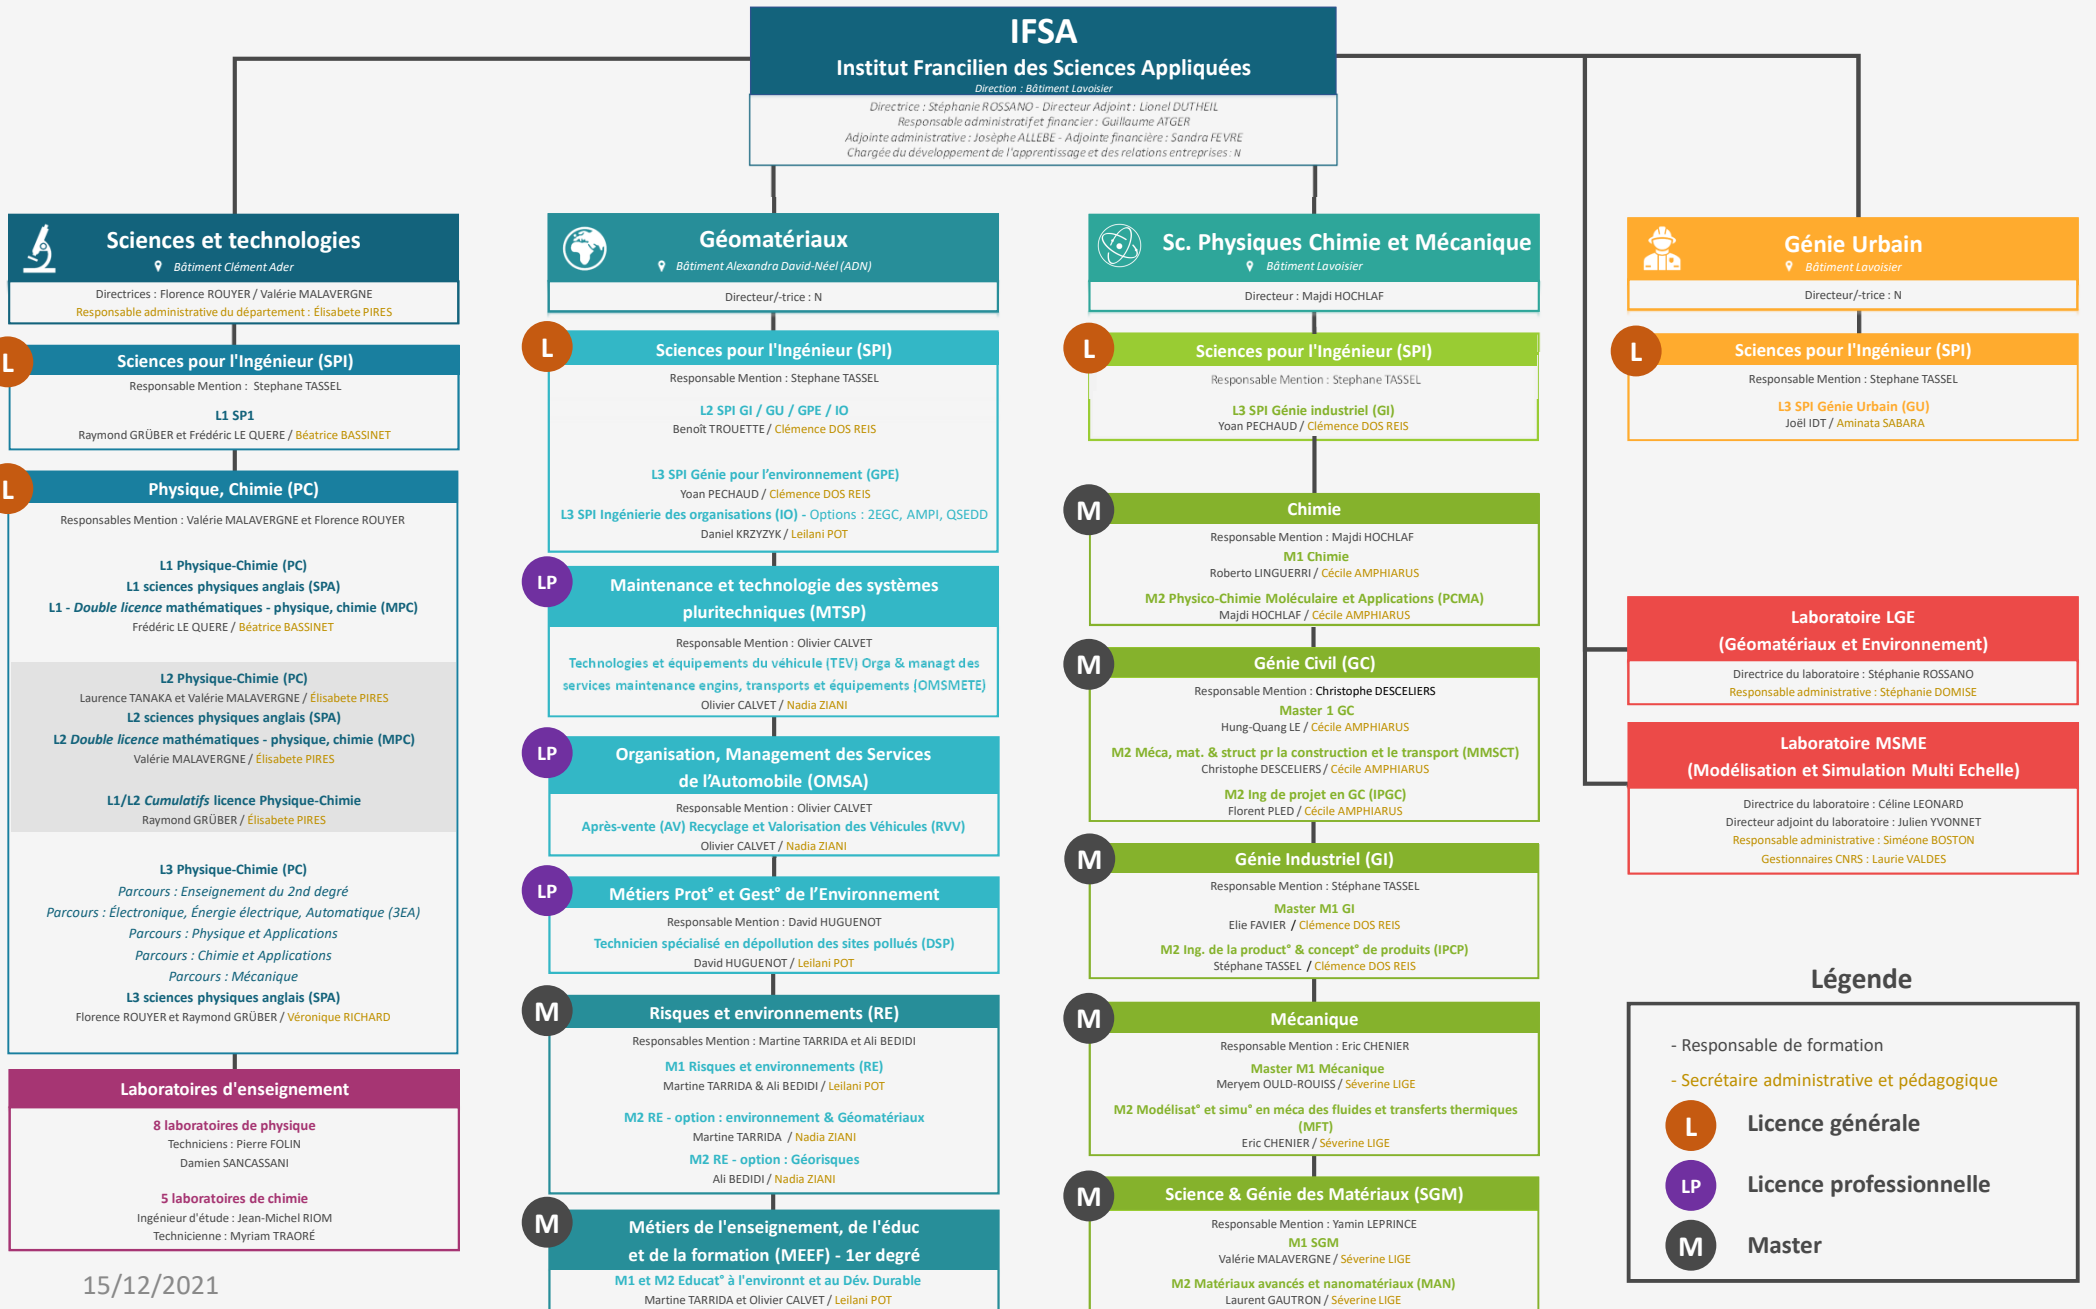 IFSA
Institut Francilien des Sciences Appliquées
Direction : Bâtiment Lavoisier
Directrice : Stéphanie ROSSANO - Directeur Adjoint : Lionel DUTHEIL
Responsable administratif et financier : Guillaume ATGER
Adjointe administrative : Josèphe ALLEBE - Adjointe financière : Sandra FEVRE
Chargée du développement de l'apprentissage et des relations entreprises : N
Sciences et technologies
Bâtiment Clément Ader
Directrices : Florence ROUYER / Valérie MALAVERGNE
Responsable administrative du département : Élisabete PIRES
L
Sciences pour l'Ingénieur (SPI)
Responsable Mention : Stephane TASSEL
L1 SP1
Raymond GRÜBER et Frédéric LE QUERE / Béatrice BASSINET
L
Physique, Chimie (PC)
Responsables Mention : Valérie MALAVERGNE et Florence ROUYER
L1 Physique-Chimie (PC)
L1 sciences physiques anglais (SPA)
L1 - Double licence mathématiques - physique, chimie (MPC)
Frédéric LE QUERE / Béatrice BASSINET
L2 Physique-Chimie (PC)
Laurence TANAKA et Valérie MALAVERGNE / Élisabete PIRES
L2 sciences physiques anglais (SPA)
L2 Double licence mathématiques - physique, chimie (MPC)
Valérie MALAVERGNE / Élisabete PIRES
L1/L2 Cumulatifs licence Physique-Chimie
Raymond GRÜBER / Élisabete PIRES
L3 Physique-Chimie (PC)
Parcours : Enseignement du 2nd degré
Parcours : Électronique, Énergie électrique, Automatique (3EA)
Parcours : Physique et Applications
Parcours : Chimie et Applications
Parcours : Mécanique
L3 sciences physiques anglais (SPA)
Florence ROUYER et Raymond GRÜBER / Véronique RICHARD
Laboratoires d'enseignement
8 laboratoires de physique
Techniciens : Pierre FOLIN
Damien SANCASSANI
5 laboratoires de chimie
Ingénieur d'étude : Jean-Michel RIOM
Technicienne : Myriam TRAORÉ
15/12/2021
Géomatériaux
Bâtiment Alexandra David-Néel (ADN)
Directeur/-trice : N
L
Sciences pour l'Ingénieur (SPI)
Responsable Mention : Stephane TASSEL
L2 SPI GI / GU / GPE / IO
Benoît TROUETTE / Clémence DOS REIS
L3 SPI Génie pour l'environnement (GPE)
Yoan PECHAUD / Clémence DOS REIS
L3 SPI Ingénierie des organisations (IO) - Options : 2EGC, AMPI, QSEDD
Daniel KRZYZYK / Leilani POT
LP
Maintenance et technologie des systèmes
pluritechniques (MTSP)
Responsable Mention : Olivier CALVET
Technologies et équipements du véhicule (TEV) Orga & managt des
services maintenance engins, transports et équipements (OMSMETE)
Olivier CALVET / Nadia ZIANI
LP
Organisation, Management des Services
de l'Automobile (OMSA)
Responsable Mention : Olivier CALVET
Après-vente (AV) Recyclage et Valorisation des Véhicules (RVV)
Olivier CALVET / Nadia ZIANI
LP
Métiers Prot° et Gest° de l'Environnement
Responsable Mention : David HUGUENOT
Technicien spécialisé en dépollution des sites pollués (DSP)
David HUGUENOT / Leilani POT
M
Risques et environnements (RE)
Responsables Mention : Martine TARRIDA et Ali BEDIDI
M1 Risques et environnements (RE)
Martine TARRIDA & Ali BEDIDI / Leilani POT
M2 RE - option : environnement & Géomatériaux
Martine TARRIDA / Nadia ZIANI
M2 RE - option : Géorisques
Ali BEDIDI / Nadia ZIANI
M
Métiers de l'enseignement, de l'éduc
et de la formation (MEEF) - 1er degré
M1 et M2 Educat° à l'environnt et au Dév. Durable
Martine TARRIDA et Olivier CALVET / Leilani POT
Sc. Physiques Chimie et Mécanique
Bâtiment Lavoisier
Directeur : Majdi HOCHLAF
L
Sciences pour l'Ingénieur (SPI)
Responsable Mention : Stephane TASSEL
L3 SPI Génie industriel (GI)
Yoan PECHAUD / Clémence DOS REIS
M
Chimie
Responsable Mention : Majdi HOCHLAF
M1 Chimie
Roberto LINGUERRI / Cécile AMPHIARUS
M2 Physico-Chimie Moléculaire et Applications (PCMA)
Majdi HOCHLAF / Cécile AMPHIARUS
M
Génie Civil (GC)
Responsable Mention : Christophe DESCELIERS
Master 1 GC
Hung-Quang LE / Cécile AMPHIARUS
M2 Méca, mat. & struct pr la construction et le transport (MMSCT)
Christophe DESCELIERS / Cécile AMPHIARUS
M2 Ing de projet en GC (IPGC)
Florent PLED / Cécile AMPHIARUS
M
Génie Industriel (GI)
Responsable Mention : Stéphane TASSEL
Master M1 GI
Elie FAVIER / Clémence DOS REIS
M2 Ing. de la product° & concept° de produits (IPCP)
Stéphane TASSEL / Clémence DOS REIS
M
Mécanique
Responsable Mention : Eric CHENIER
Master M1 Mécanique
Meryem OULD-ROUISS / Séverine LIGE
M2 Modélisat° et simu° en méca des fluides et transferts thermiques
(MFT)
Eric CHENIER / Séverine LIGE
M
Science & Génie des Matériaux (SGM)
Responsable Mention : Yamin LEPRINCE
M1 SGM
Valérie MALAVERGNE / Séverine LIGE
M2 Matériaux avancés et nanomatériaux (MAN)
Laurent GAUTRON / Séverine LIGE
Génie Urbain
Bâtiment Lavoisier
Directeur/-trice : N
L
Sciences pour l'Ingénieur (SPI)
Responsable Mention : Stephane TASSEL
L3 SPI Génie Urbain (GU)
Joël IDT / Aminata SABARA
Laboratoire LGE
(Géomatériaux et Environnement)
Directrice du laboratoire : Stéphanie ROSSANO
Responsable administrative : Stéphanie DOMISE
Laboratoire MSME
(Modélisation et Simulation Multi Echelle)
Directrice du laboratoire : Céline LEONARD
Directeur adjoint du laboratoire : Julien YVONNET
Responsable administrative : Siméone BOSTON
Gestionnaires CNRS : Laurie VALDES
Légende
- Responsable de formation
- Secrétaire administrative et pédagogique
L Licence générale
LP Licence professionnelle
M Master